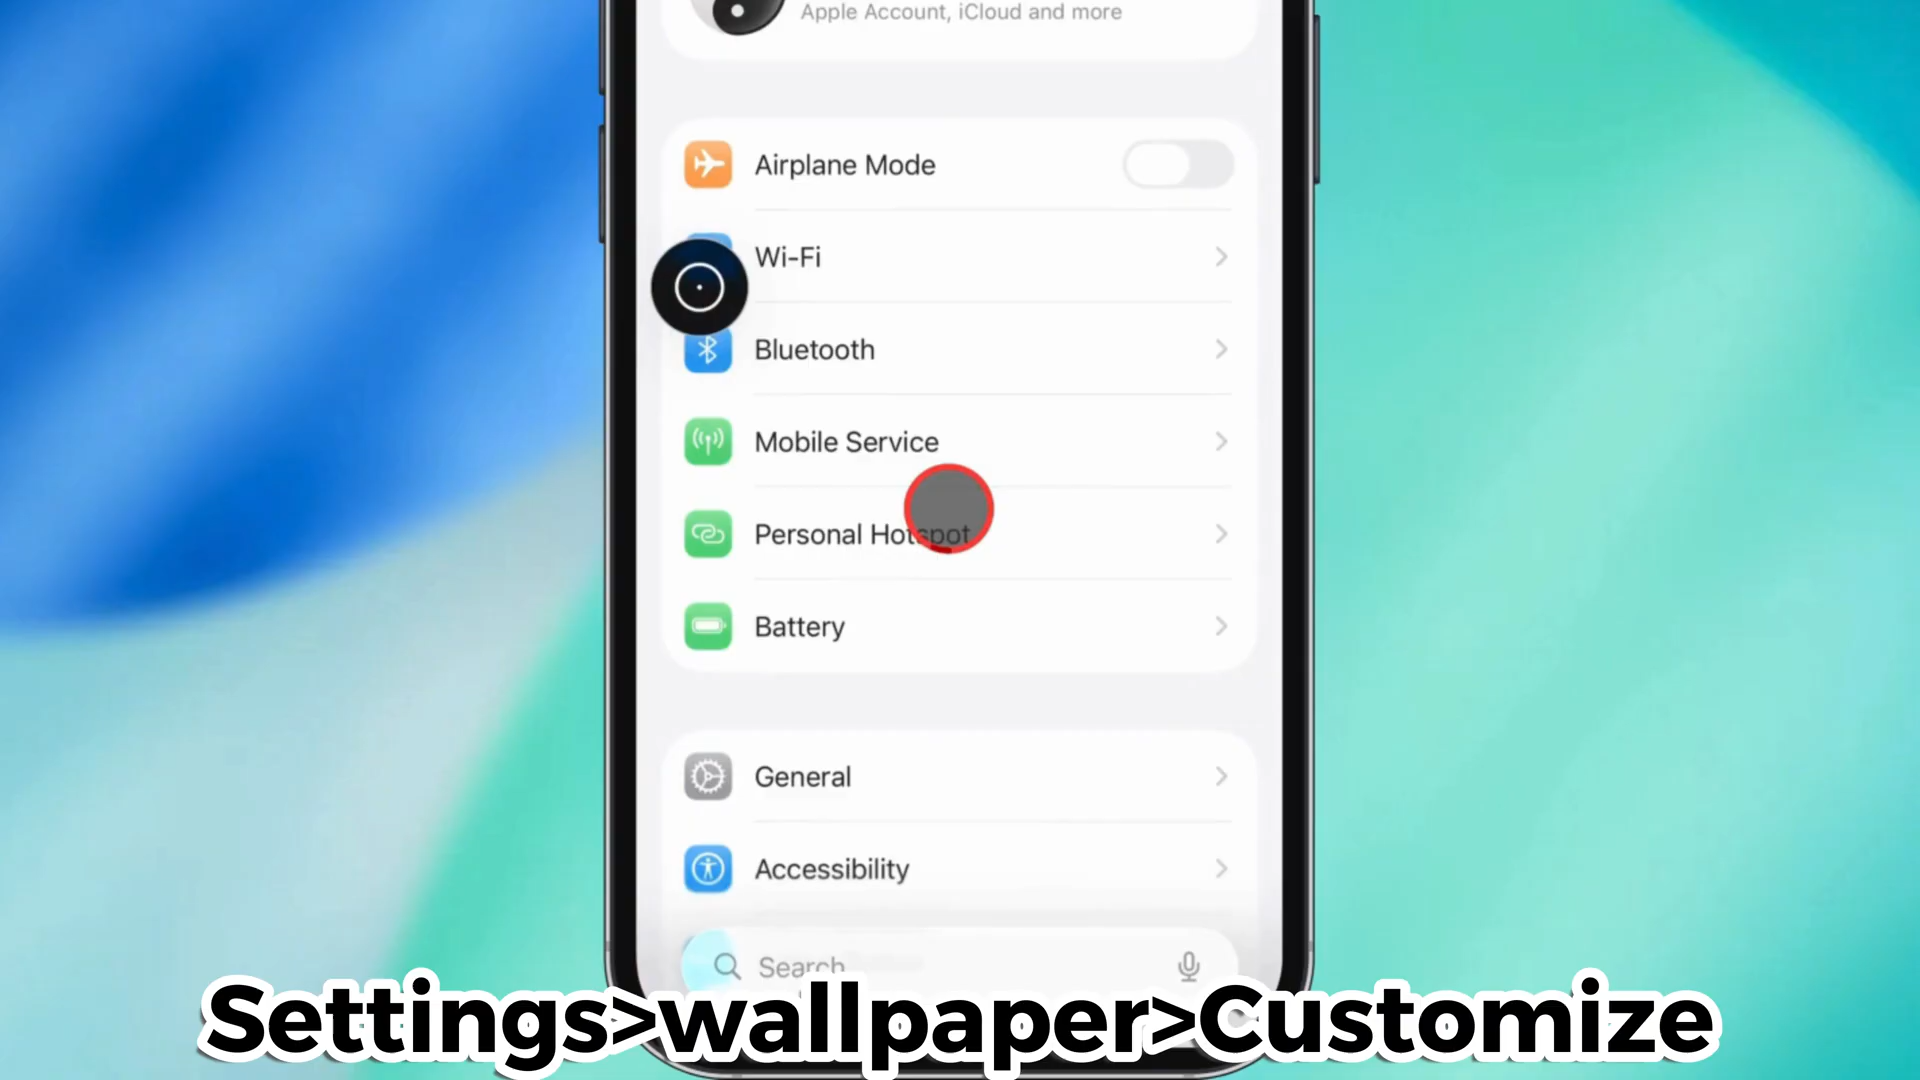 Apple Account, iCloud and more
Airplane Mode
Wi-Fi
Bluetooth
Mobile Service
Personal Hotspot
Battery
General
Accessibility
Search
Settings>wallpaper>Customize